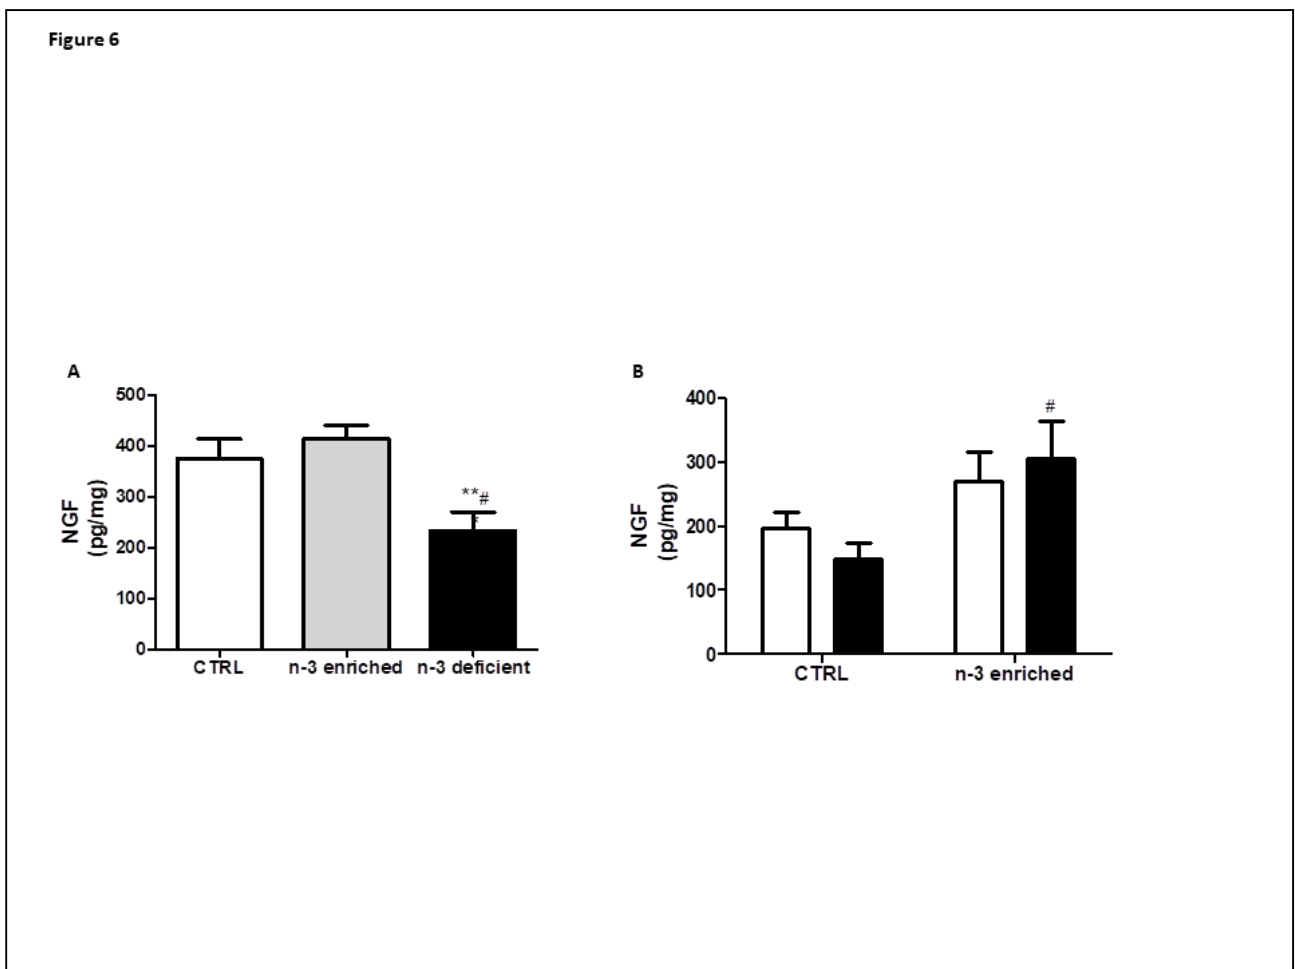 Figure 6
A
500
400
300
200
100
0
NGF
(pg/mg)
**#
*
CTRL n-3 enriched n-3 deficient
B
400
300
200
100
0
NGF
(pg/mg)
#
CTRL n-3 enriched